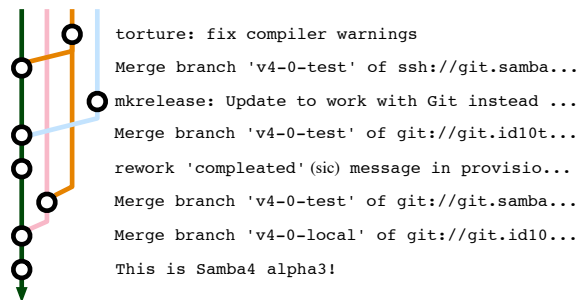 torture: fix compiler warnings
Merge branch 'v4-0-test' of ssh://git.samba...
mkrelease: Update to work with Git instead ...
Merge branch 'v4-0-test' of git://git.id10t...
rework 'compleated' (sic) message in provisio...
Merge branch 'v4-0-test' of git://git.samba...
Merge branch 'v4-0-local' of git://git.id10...
This is Samba4 alpha3!